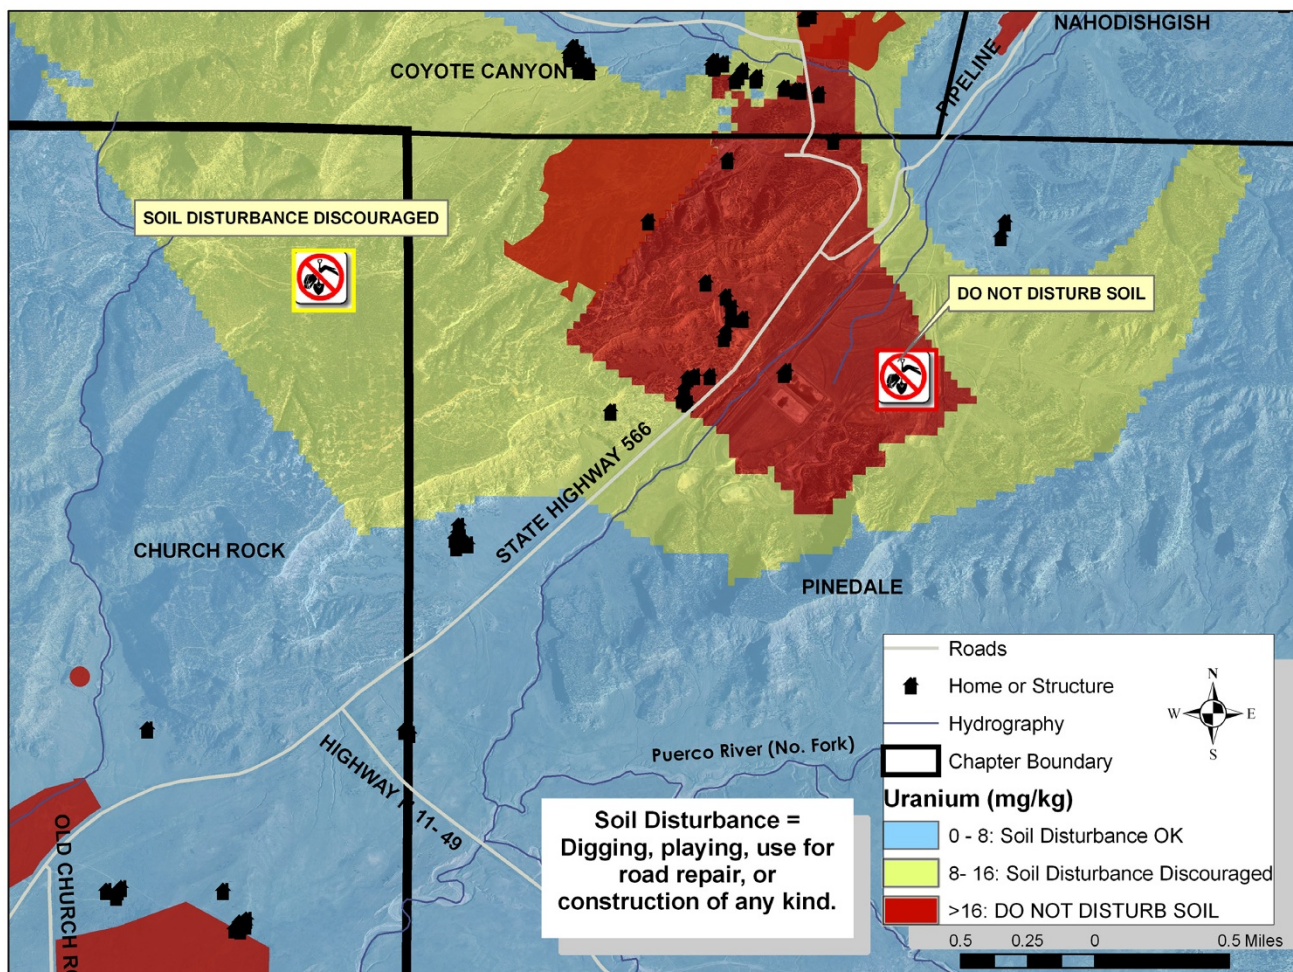 NAHODISHGISH
COYOTE CANYON
PIPELINE
SOIL DISTURBANCE DISCOURAGED
DO NOT DISTURB SOIL
STATE HIGHWAY 566
CHURCH ROCK
PINEDALE
HIGHWAY
11- 49
Puerco River (No. Fork)
OLD CHURCH
Soil Disturbance =
Digging, playing, use for
road repair, or
construction of any kind.
Roads
Home or Structure
Hydrography
Chapter Boundary
Uranium (mg/kg)
0 - 8: Soil Disturbance OK
8- 16: Soil Disturbance Discouraged
>16: DO NOT DISTURB SOIL
N
W
E
S
0.5 0.25 0 0.5 Miles